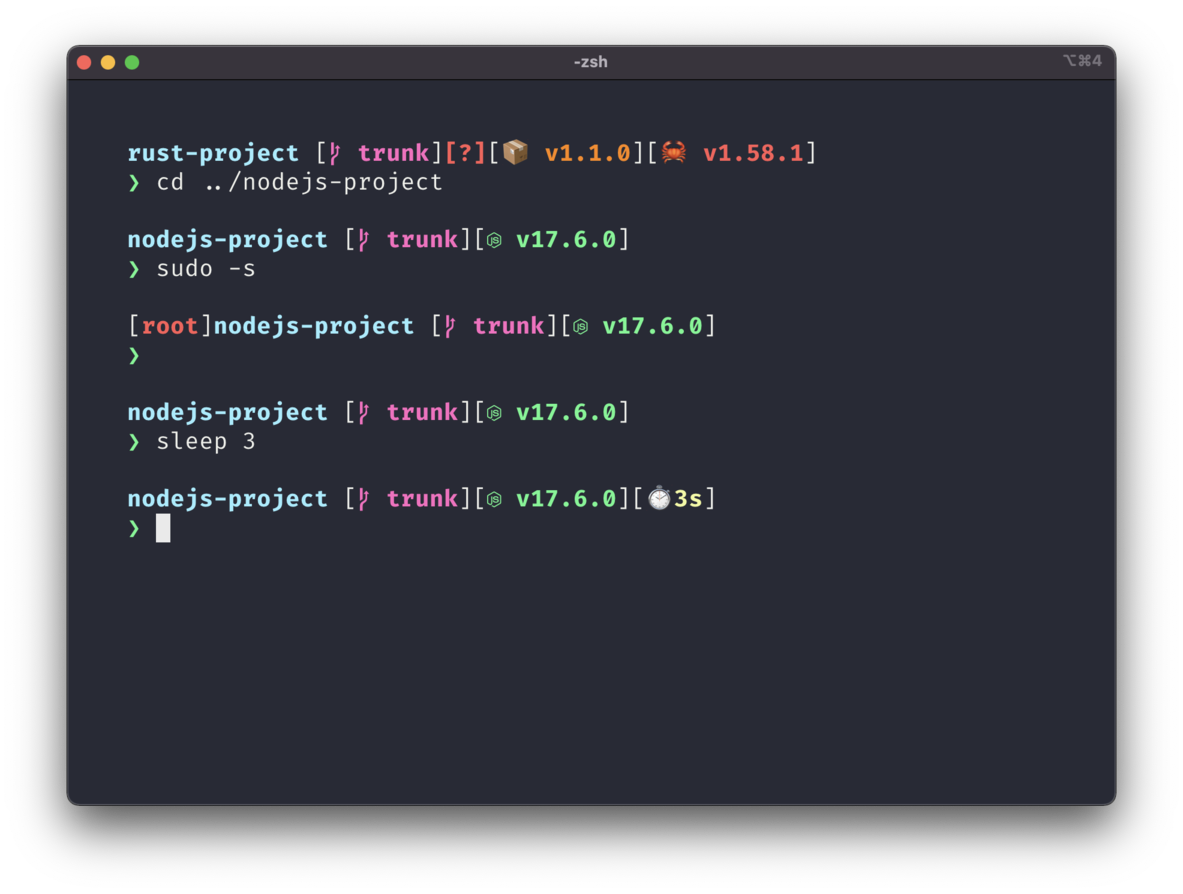 -zsh ⌥⌘4
rust-project [ trunk][?][📦 v1.1.0][🦀 v1.58.1]
❯ cd ../nodejs-project
nodejs-project [ trunk][ v17.6.0]
❯ sudo -s
[root]nodejs-project [ trunk][ v17.6.0]
❯
nodejs-project [ trunk][ v17.6.0]
❯ sleep 3
nodejs-project [ trunk][ v17.6.0][⏱️3s]
❯